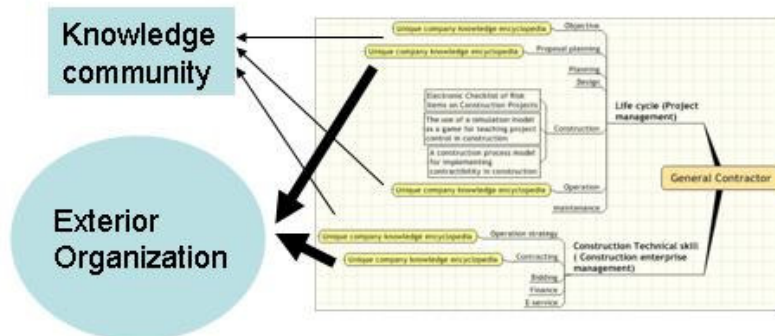 Knowledge
community
Exterior
Organization
Unique company knowledge encyclopedia
Objective
Unique company knowledge encyclopedia
Proposal planning
Planning
Design
Electronic Checklist of Risk
Items on Construction Projects
The use of a simulation model
as a game for teaching project
control in construction
A construction process model
for implementing
contractibility in construction
Construction
Unique company knowledge encyclopedia
Operation
maintenance
Life cycle (Project
management)
General Contractor
Unique company knowledge encyclopedia
Operation strategy
Unique company knowledge encyclopedia
Contracting
Bidding
Finance
E service
Construction Technical skill
( Construction enterprise
management)